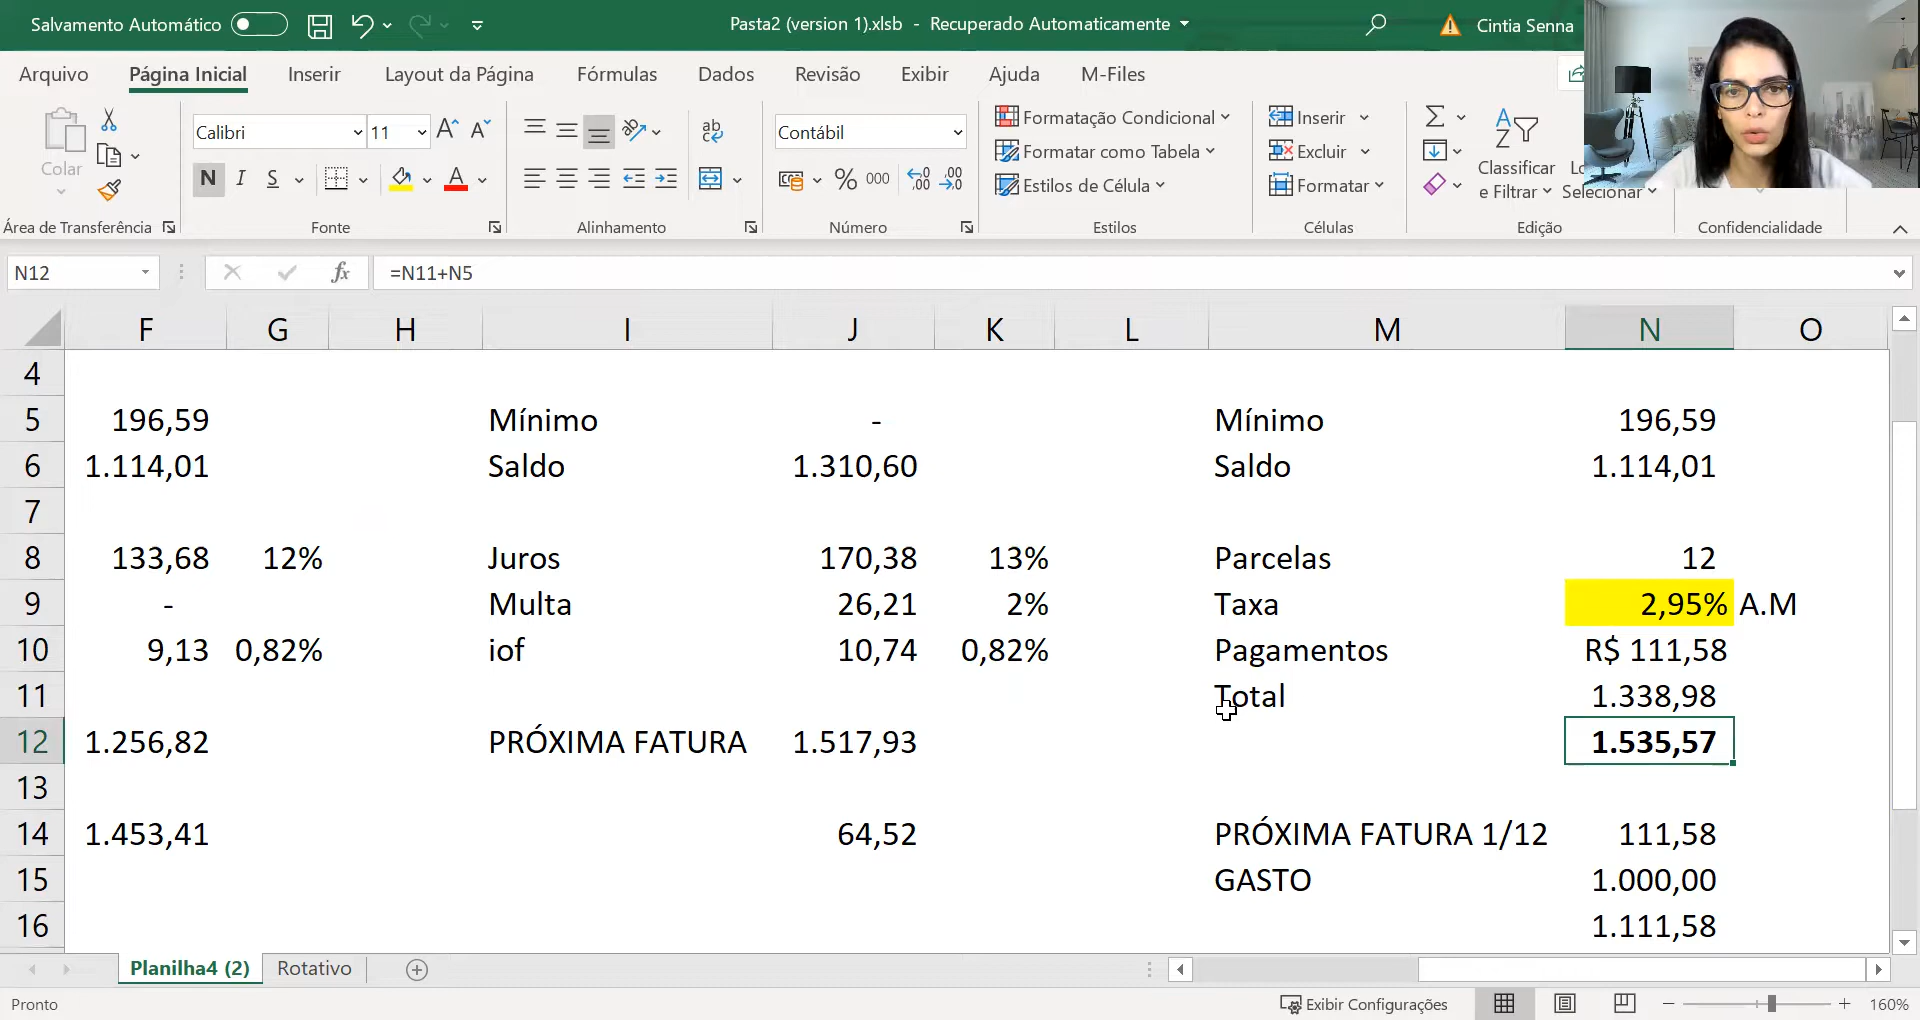 Salvamento Automático
Pasta2 (version 1).xlsb - Recuperado Automaticamente
Cintia Senna
Arquivo Página Inicial Inserir Layout da Página Fórmulas Dados Revisão Exibir Ajuda M-Files
Colar
Calibri 11
N I S A
ab
Contábil
% 000
Formatação Condicional
Formatar como Tabela
Estilos de Célula
Inserir
Excluir
Formatar
Classificar
e Filtrar
Selecionar
Área de Transferência Fonte Alinhamento Número Estilos Células Edição Confidencialidade
N12 fx =N11+N5
F G H I J K L M N O
4
5 196,59 Mínimo - Mínimo 196,59
6 1.114,01 Saldo 1.310,60 Saldo 1.114,01
7
8 133,68 12% Juros 170,38 13% Parcelas 12
9 - Multa 26,21 2% Taxa 2,95% A.M
10 9,13 0,82% iof 10,74 0,82% Pagamentos R$ 111,58
11 Total 1.338,98
12 1.256,82 PRÓXIMA FATURA 1.517,93 1.535,57
13
14 1.453,41 64,52 PRÓXIMA FATURA 1/12 111,58
15 GASTO 1.000,00
16 1.111,58
Planilha4 (2) Rotativo
Pronto Exibir Configurações 160%